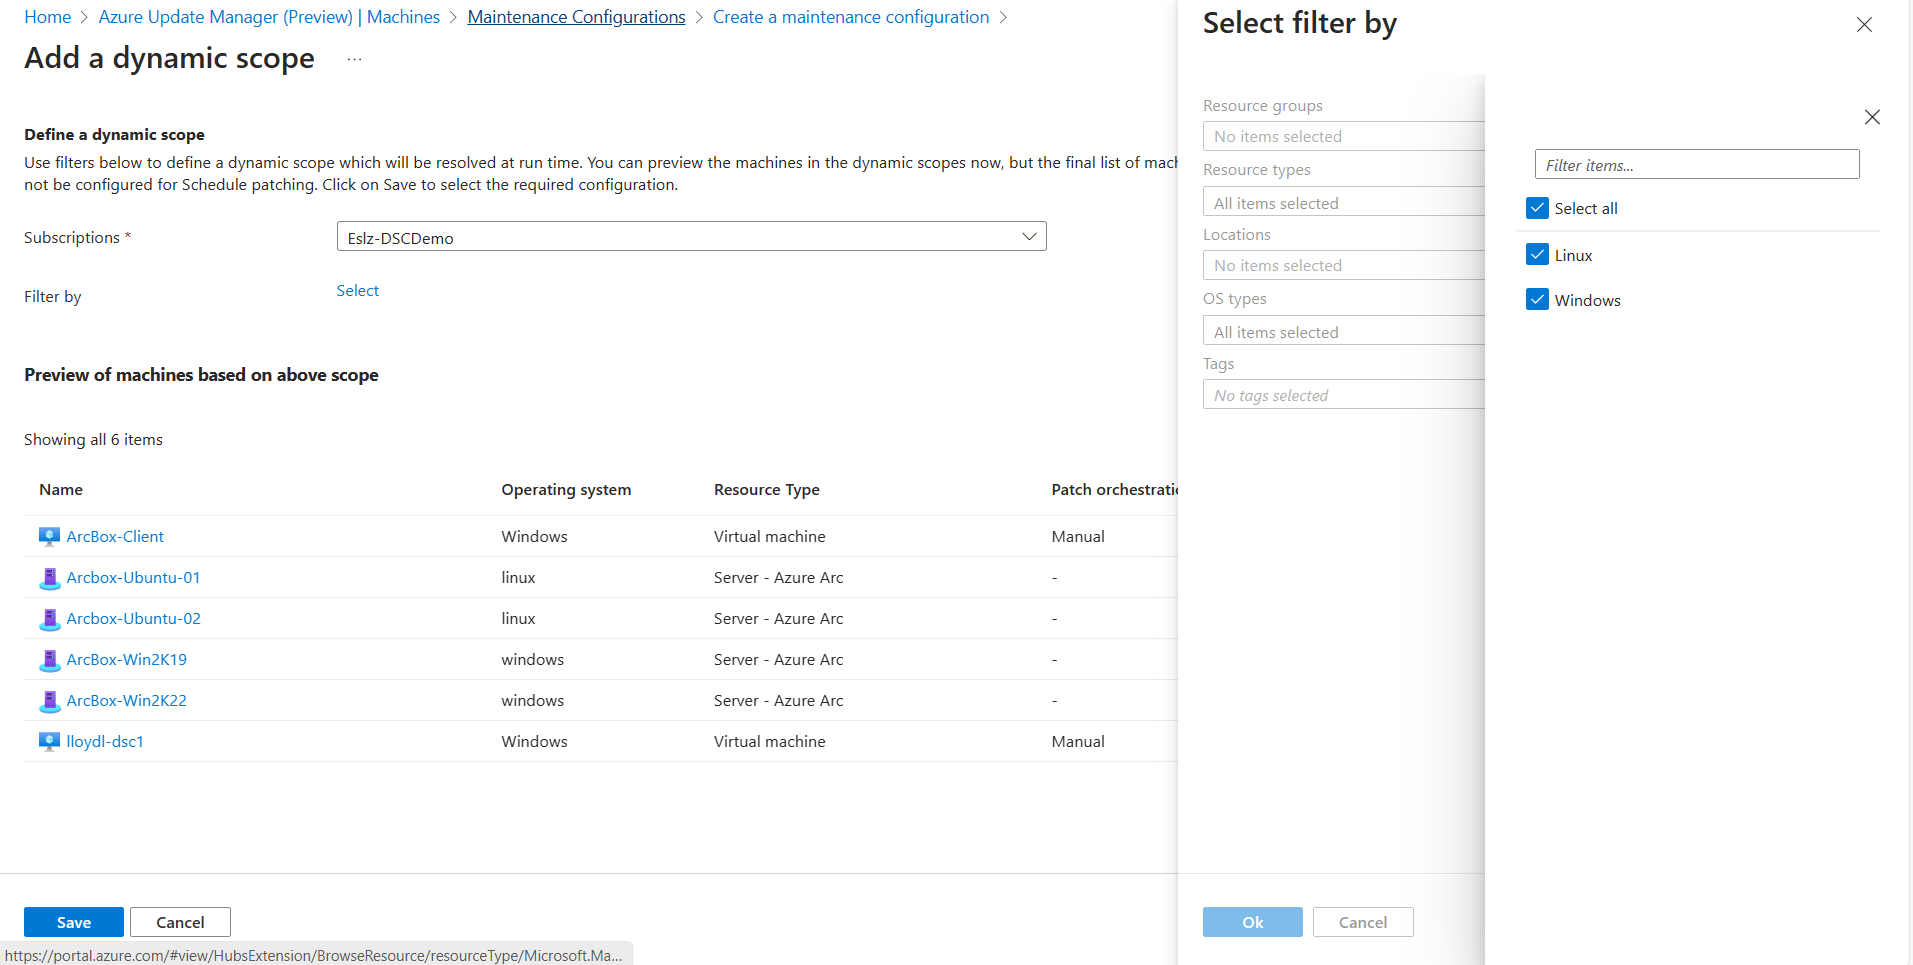 Home > Azure Update Manager (Preview) | Machines > Maintenance Configurations > Create a maintenance configuration >
Add a dynamic scope ...
Define a dynamic scope
Use filters below to define a dynamic scope which will be resolved at run time. You can preview the machines in the dynamic scopes now, but the final list of
not be configured for Schedule patching. Click on Save to select the required configuration.
Subscriptions *
Eslz-DSCDemo
Filter by
Select
Preview of machines based on above scope
Showing all 6 items
Name Operating system Resource Type Patch
ArcBox-Client Windows Virtual machine Manual
Arcbox-Ubuntu-01 linux Server - Azure Arc -
Arcbox-Ubuntu-02 linux Server - Azure Arc -
ArcBox-Win2K19 windows Server - Azure Arc -
ArcBox-Win2K22 windows Server - Azure Arc -
lloydl-dsc1 Windows Virtual machine Manual
Save Cancel
https://portal.azure.com/#view/HubsExtension/BrowseResource/resourceType/Microsoft.Ma...
Select filter by
Resource groups
No items selected
Resource types
All items selected
Locations
No items selected
OS types
All items selected
Tags
No tags selected
Ok Cancel
Filter items...
Select all
Linux
Windows